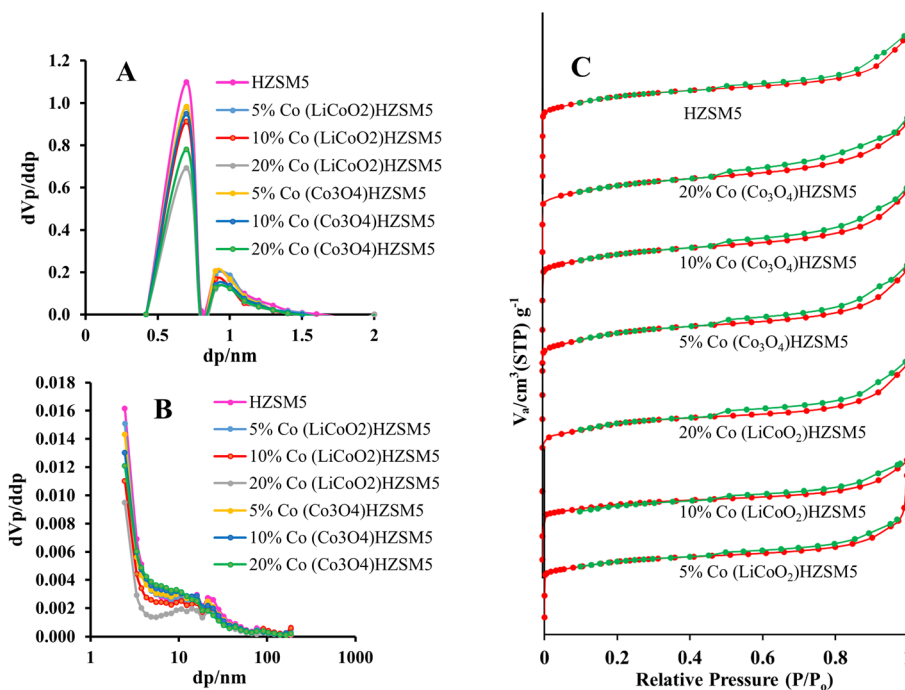 A
dVp/ddp
1.2
1.0
0.8
0.6
0.4
0.2
0.0
0
0.5
1
1.5
2
dp/nm
HZSM5
5% Co (LiCoO2)HZSM5
10% Co (LiCoO2)HZSM5
20% Co (LiCoO2)HZSM5
5% Co (Co3O4)HZSM5
10% Co (Co3O4)HZSM5
20% Co (Co3O4)HZSM5
B
dVp/ddp
0.018
0.016
0.014
0.012
0.010
0.008
0.006
0.004
0.002
0.000
1
10
100
1000
dp/nm
HZSM5
5% Co (LiCoO2)HZSM5
10% Co (LiCoO2)HZSM5
20% Co (LiCoO2)HZSM5
5% Co (Co3O4)HZSM5
10% Co (Co3O4)HZSM5
20% Co (Co3O4)HZSM5
C
Vₐ/cm³(STP) g⁻¹
HZSM5
20% Co (Co₃O₄)HZSM5
10% Co (Co₃O₄)HZSM5
5% Co (Co₃O₄)HZSM5
20% Co (LiCoO₂)HZSM5
10% Co (LiCoO₂)HZSM5
5% Co (LiCoO₂)HZSM5
0
0.2
0.4
0.6
0.8
Relative Pressure (P/Pₒ)